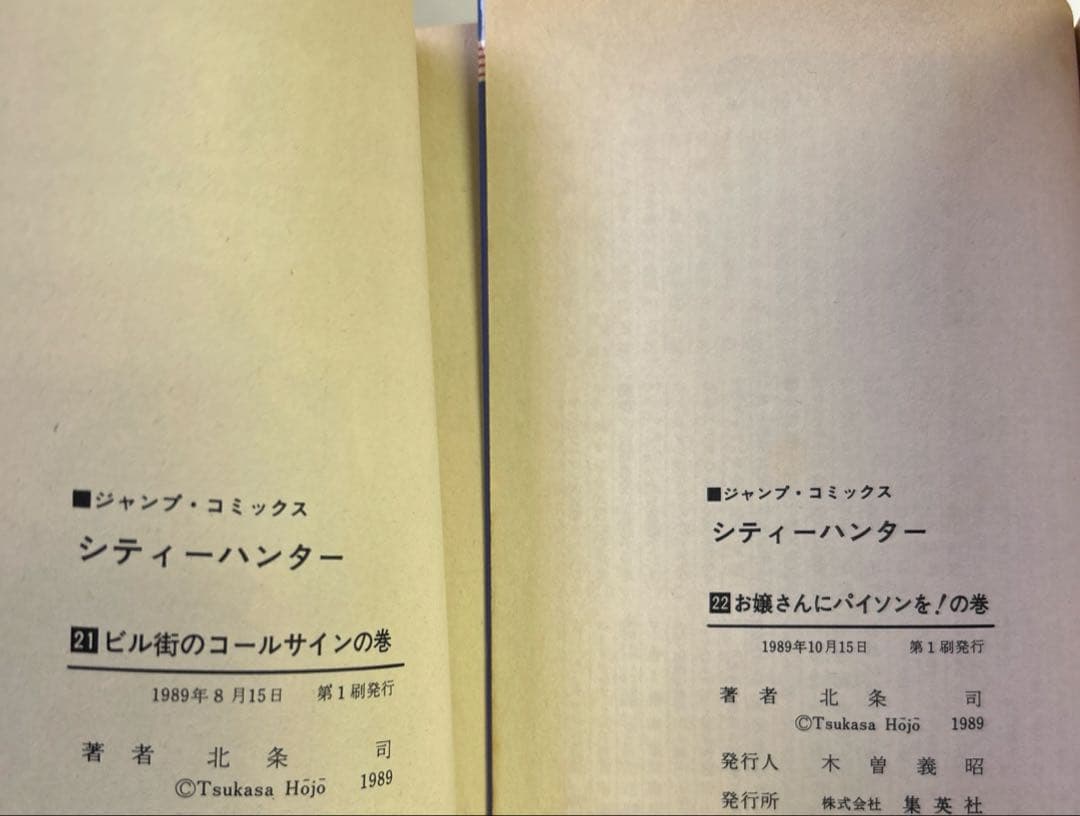 ■ジャンプ・コミックス
シティーハンター
21 ビル街のコールサインの巻
1989年8月15日 第1刷発行
著者 北条司
©Tsukasa Hōjō 1989
■ジャンプ・コミックス
シティーハンター
22 お嬢さんにパイソンを!の巻
1989年10月15日 第1刷発行
著者 北条司
©Tsukasa Hōjō 1989
発行人 木曽義昭
発行所 株式会社 集英社